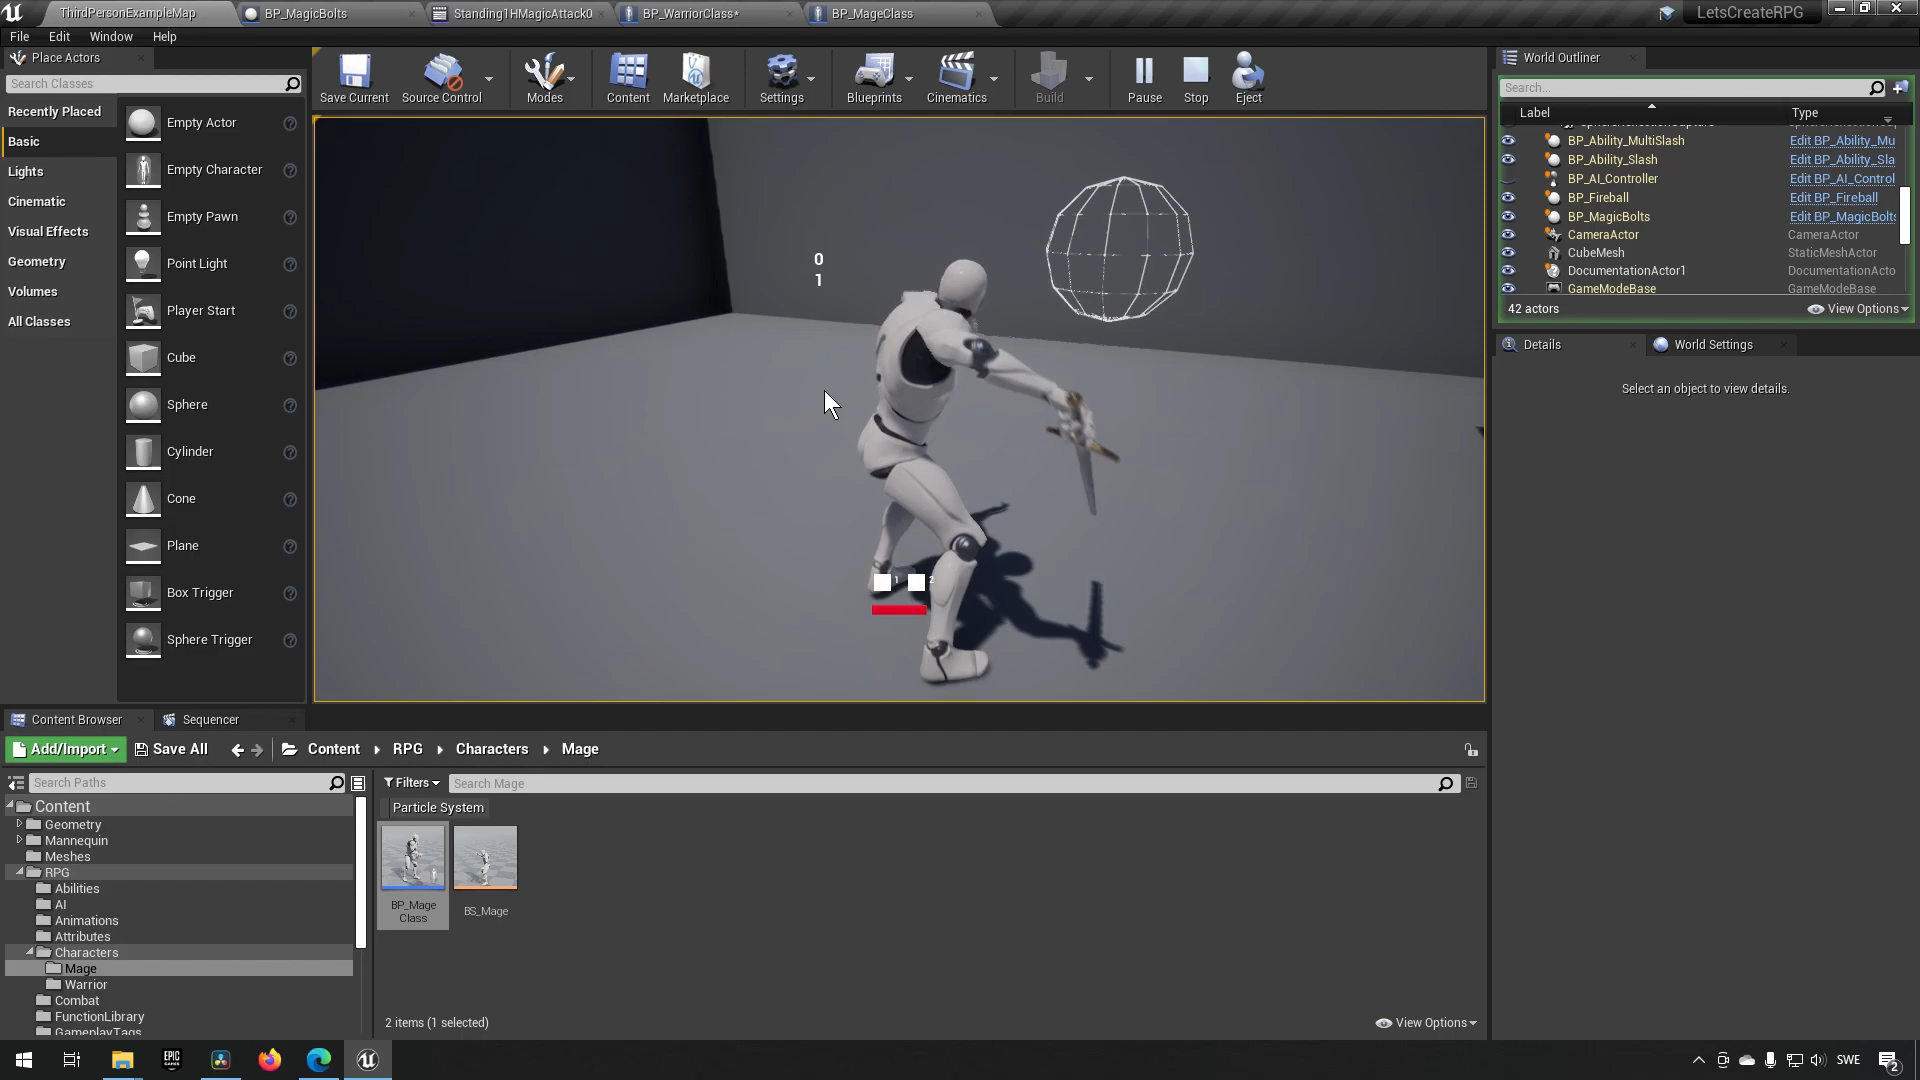 ThirdPersonExampleMap
BP_MagicBolts
Standing1HMagicAttack0
BP_WarriorClass*
BP_MageClass
LetsCreateRPG
File
Edit
Window
Help
Place Actors
Search Classes
Recently Placed
Basic
Lights
Cinematic
Visual Effects
Geometry
Volumes
All Classes
Empty Actor
Empty Character
Empty Pawn
Point Light
Player Start
Cube
Sphere
Cylinder
Cone
Plane
Box Trigger
Sphere Trigger
Save Current
Source Control
Modes
Content
Marketplace
Settings
Blueprints
Cinematics
Build
Pause
Stop
Eject
0
1
1
2
World Outliner
Search...
Label
Type
BP_Ability_MultiSlash
Edit BP_Ability_Mu
BP_Ability_Slash
Edit BP_Ability_Sla
BP_AI_Controller
Edit BP_AI_Control
BP_Fireball
Edit BP_Fireball
BP_MagicBolts
Edit BP_MagicBolts
CameraActor
CameraActor
CubeMesh
StaticMeshActor
DocumentationActor1
DocumentationActo
GameModeBase
GameModeBase
42 actors
View Options
Details
World Settings
Select an object to view details.
Content Browser
Sequencer
Add/Import
Save All
Content
RPG
Characters
Mage
Search Paths
Filters
Search Mage
Content
Geometry
Mannequin
Meshes
RPG
Abilities
AI
Animations
Attributes
Characters
Mage
Warrior
Combat
FunctionLibrary
GameplayTags
Particle System
BP_Mage
Class
BS_Mage
2 items (1 selected)
View Options
EPIC
GAMES
SWE
2